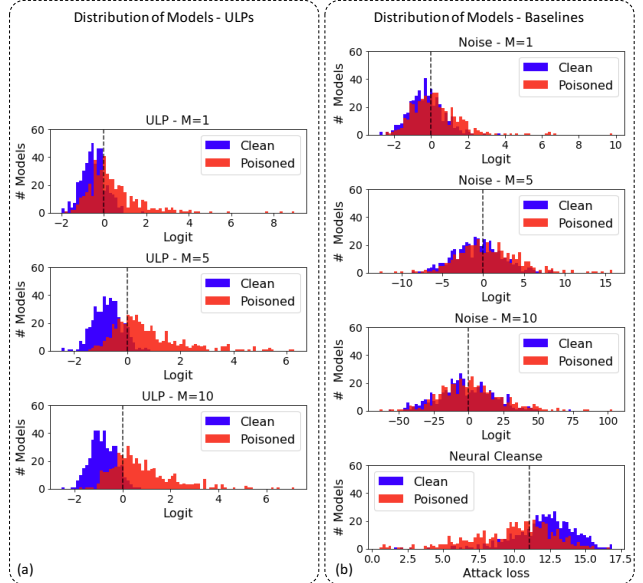 Distribution of Models - ULPs
ULP - M=1
# Models
60
40
20
0
Clean
Poisoned
−2 0 2 4 6 8
Logit
ULP - M=5
# Models
60
40
20
0
Clean
Poisoned
−2 0 2 4 6
Logit
ULP - M=10
# Models
60
40
20
0
Clean
Poisoned
−2 0 2 4 6
Logit
(a)
Distribution of Models - Baselines
Noise - M=1
# Models
60
40
20
0
Clean
Poisoned
−2 0 2 4 6 8 10
Logit
Noise - M=5
# Models
60
40
20
0
Clean
Poisoned
−10 −5 0 5 10 15
Logit
Noise - M=10
# Models
60
40
20
0
Clean
Poisoned
−50 −25 0 25 50 75 100
Logit
Neural Cleanse
# Models
60
40
20
0
Clean
Poisoned
0.0 2.5 5.0 7.5 10.0 12.5 15.0 17.5
Attack loss
(b)